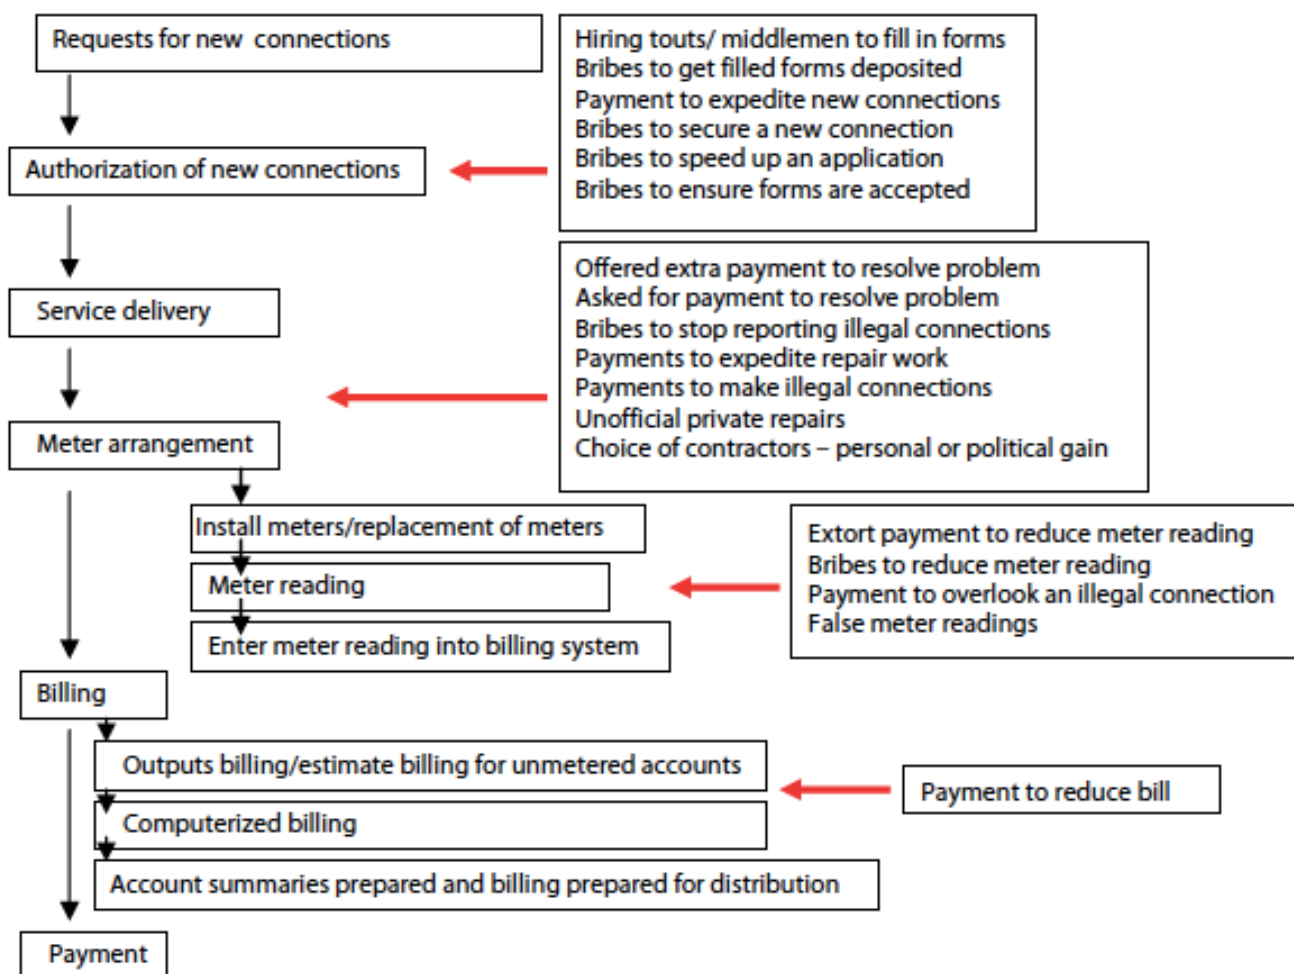 Requests for new connections
Hiring touts/ middlemen to fill in forms
Bribes to get filled forms deposited
Payment to expedite new connections
Bribes to secure a new connection
Bribes to speed up an application
Bribes to ensure forms are accepted
Authorization of new connections
Offered extra payment to resolve problem
Asked for payment to resolve problem
Bribes to stop reporting illegal connections
Payments to expedite repair work
Payments to make illegal connections
Unofficial private repairs
Choice of contractors – personal or political gain
Service delivery
Meter arrangement
Install meters/replacement of meters
Meter reading
Enter meter reading into billing system
Extort payment to reduce meter reading
Bribes to reduce meter reading
Payment to overlook an illegal connection
False meter readings
Billing
Outputs billing/estimate billing for unmetered accounts
Computerized billing
Account summaries prepared and billing prepared for distribution
Payment to reduce bill
Payment